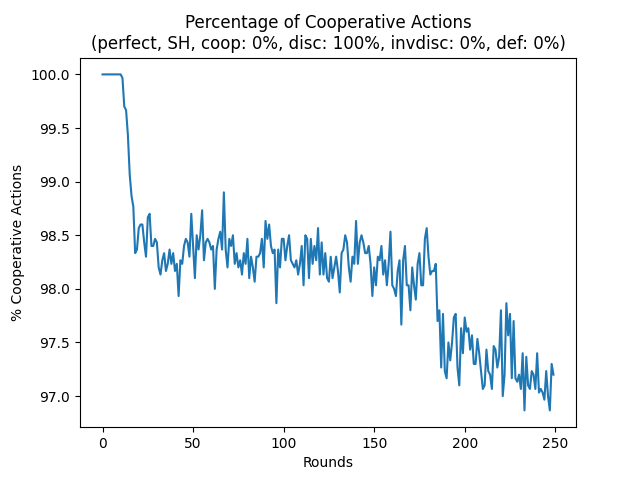 Percentage of Cooperative Actions
(perfect, SH, coop: 0%, disc: 100%, invdisc: 0%, def: 0%)
% Cooperative Actions
100.0
99.5
99.0
98.5
98.0
97.5
97.0
0 50 100 150 200 250
Rounds